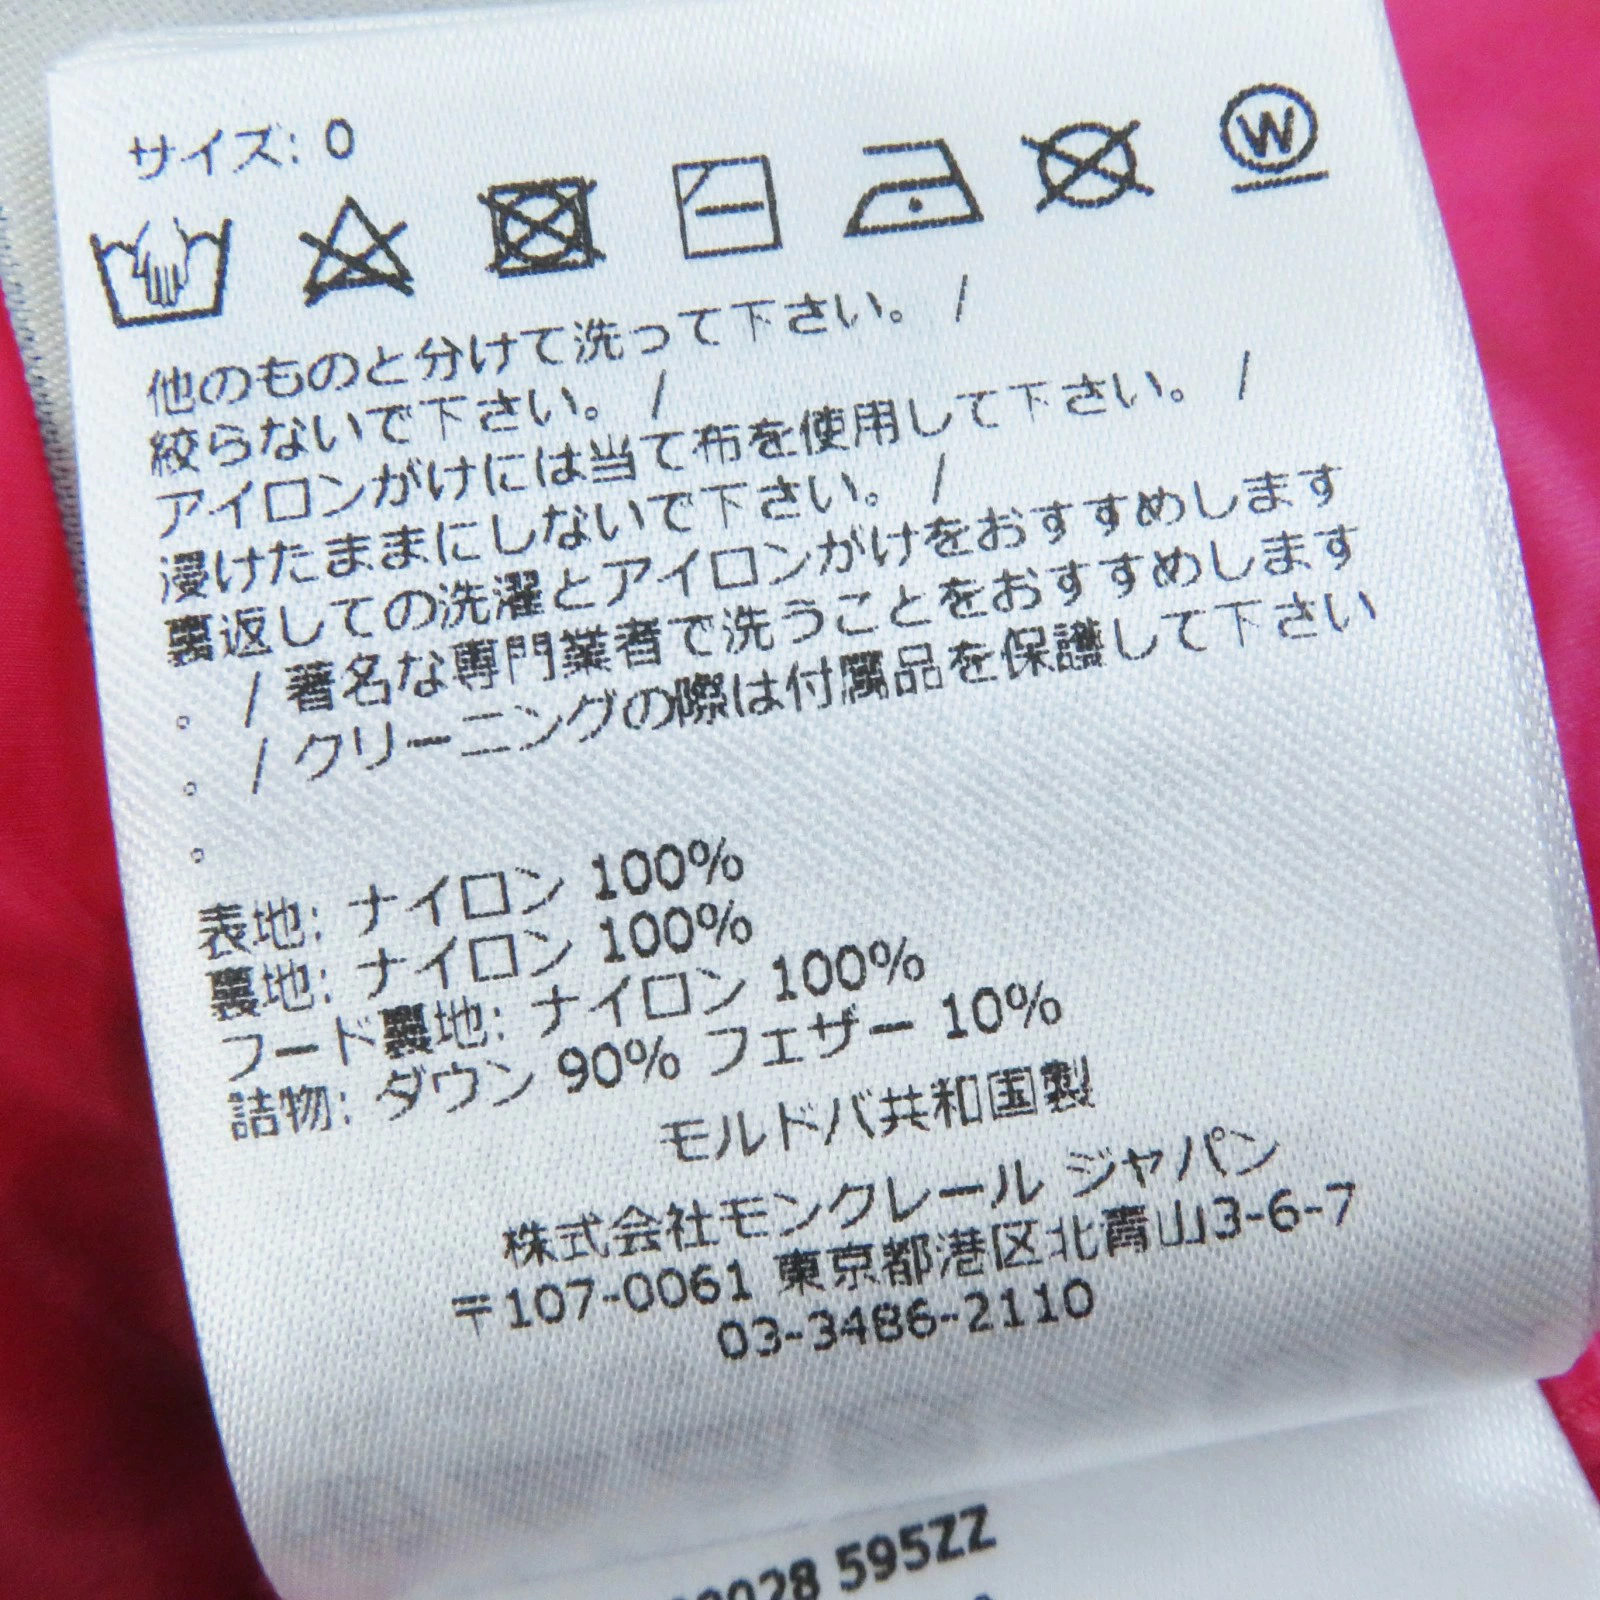 サイズ: 0
W
他のものと分けて洗って下さい。 /
絞らないで下さい。 /
アイロンがけには当て布を使用して下さい。 /
浸けたままにしないで下さい。 /
裏返しての洗濯とアイロンがけをおすすめします
。 / 著名な専門業者で洗うことをおすすめします
。 / クリーニングの際は付属品を保護して下さい
。
表地: ナイロン 100%
裏地: ナイロン 100%
フード裏地: ナイロン 100%
詰物: ダウン 90% フェザー 10%
モルドバ共和国製
株式会社モンクレール ジャパン
〒107-0061 東京都港区北青山3-6-7
03-3486-2110
595ZZ